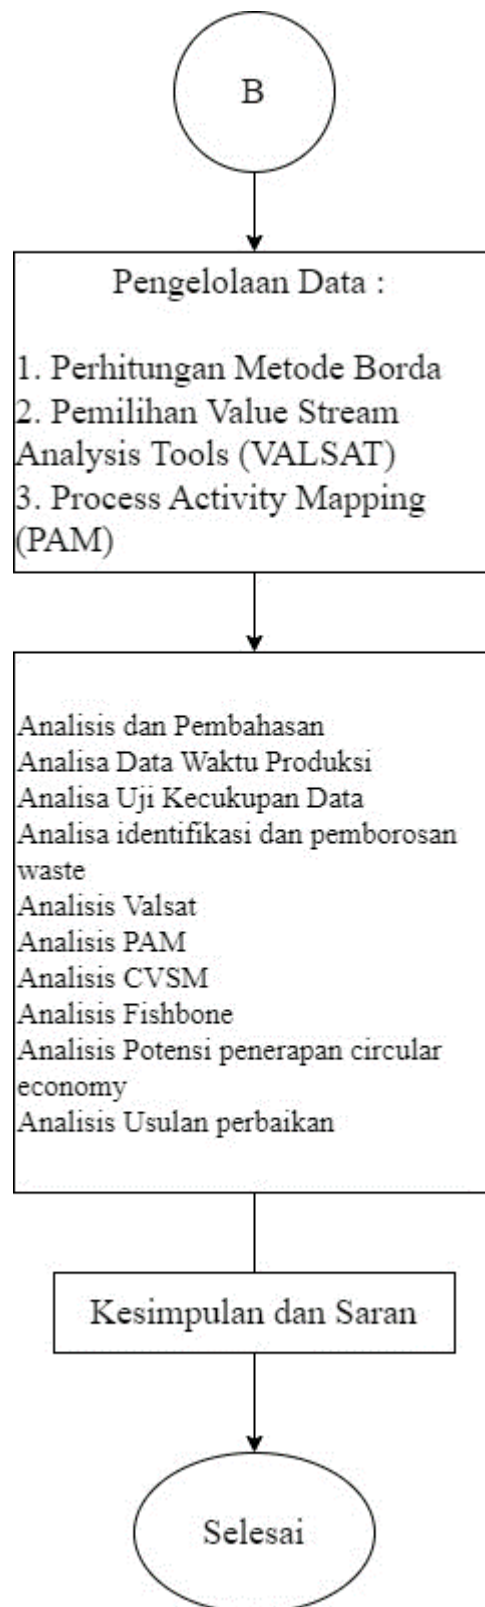 B
Pengelolaan Data :
1. Perhitungan Metode Borda
2. Pemilihan Value Stream
Analysis Tools (VALSAT)
3. Process Activity Mapping
(PAM)
Analisis dan Pembahasan
Analisa Data Waktu Produksi
Analisa Uji Kecukupan Data
Analisa identifikasi dan pemborosan
waste
Analisis Valsat
Analisis PAM
Analisis CVSM
Analisis Fishbone
Analisis Potensi penerapan circular
economy
Analisis Usulan perbaikan
Kesimpulan dan Saran
Selesai